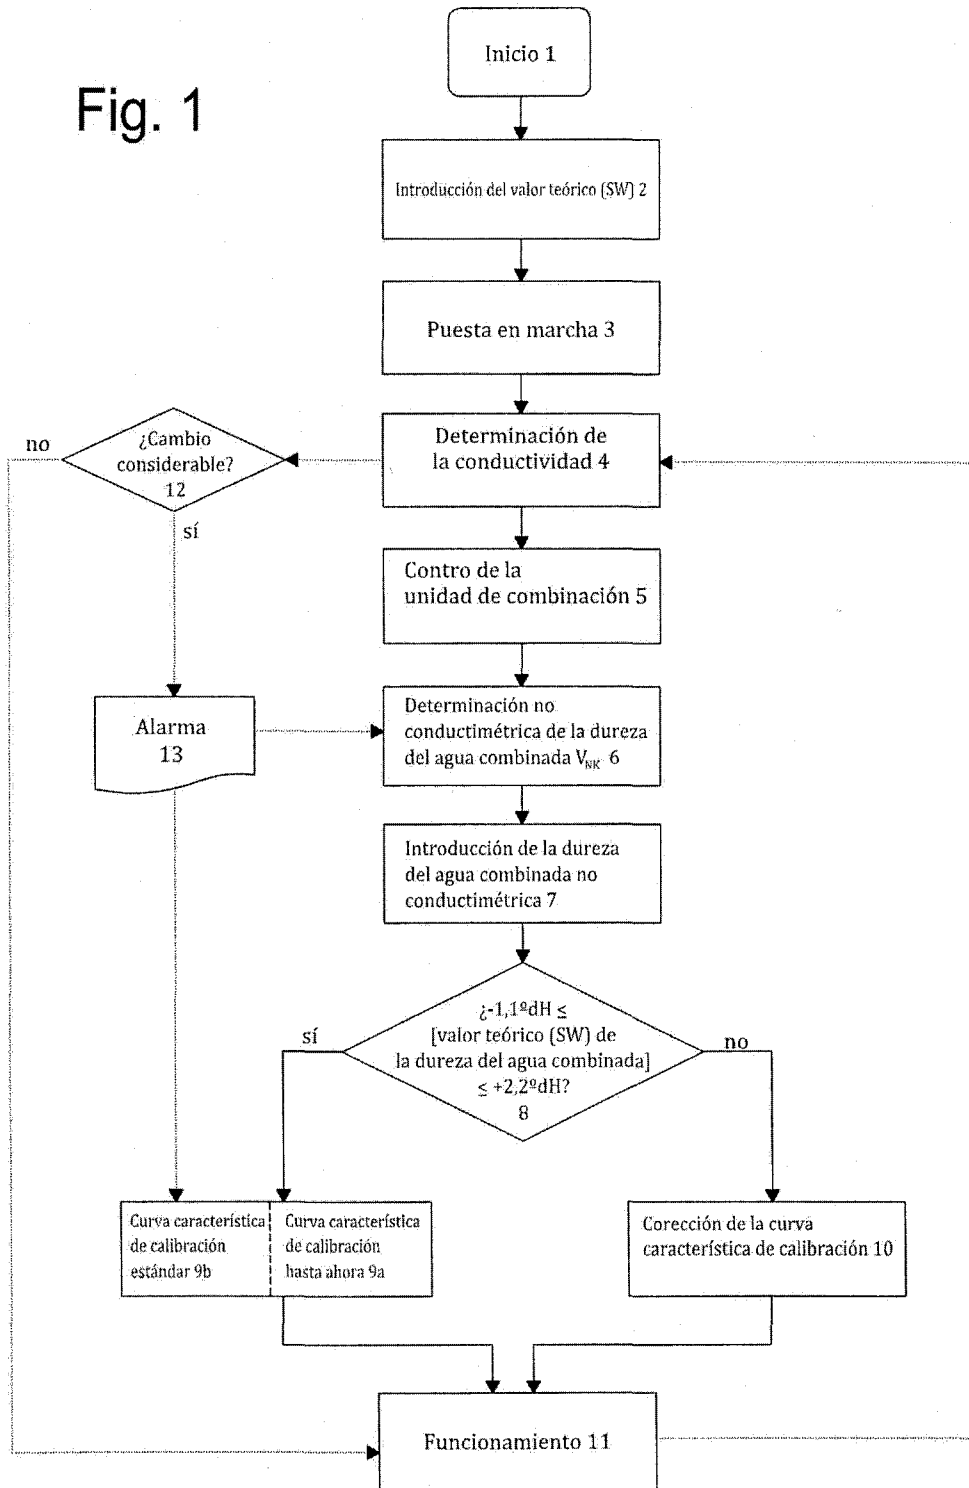 Fig. 1
Inicio 1
Introducción del valor teórico (SW) 2
Puesta en marcha 3
Determinación de
la conductividad 4
no
¿Cambio
considerable?
12
sí
Contro de la
unidad de combinación 5
Alarma
13
Determinación no
conductimétrica de la dureza
del agua combinada V_NK 6
Introducción de la dureza
del agua combinada no
conductimétrica 7
¿-1,1ºdH ≤
[valor teórico (SW) de
la dureza del agua combinada]
≤ +2,2ºdH?
8
sí
no
Curva característica
de calibración
estándar 9b
Curva característica
de calibración
hasta ahora 9a
Corección de la curva
característica de calibración 10
Funcionamiento 11